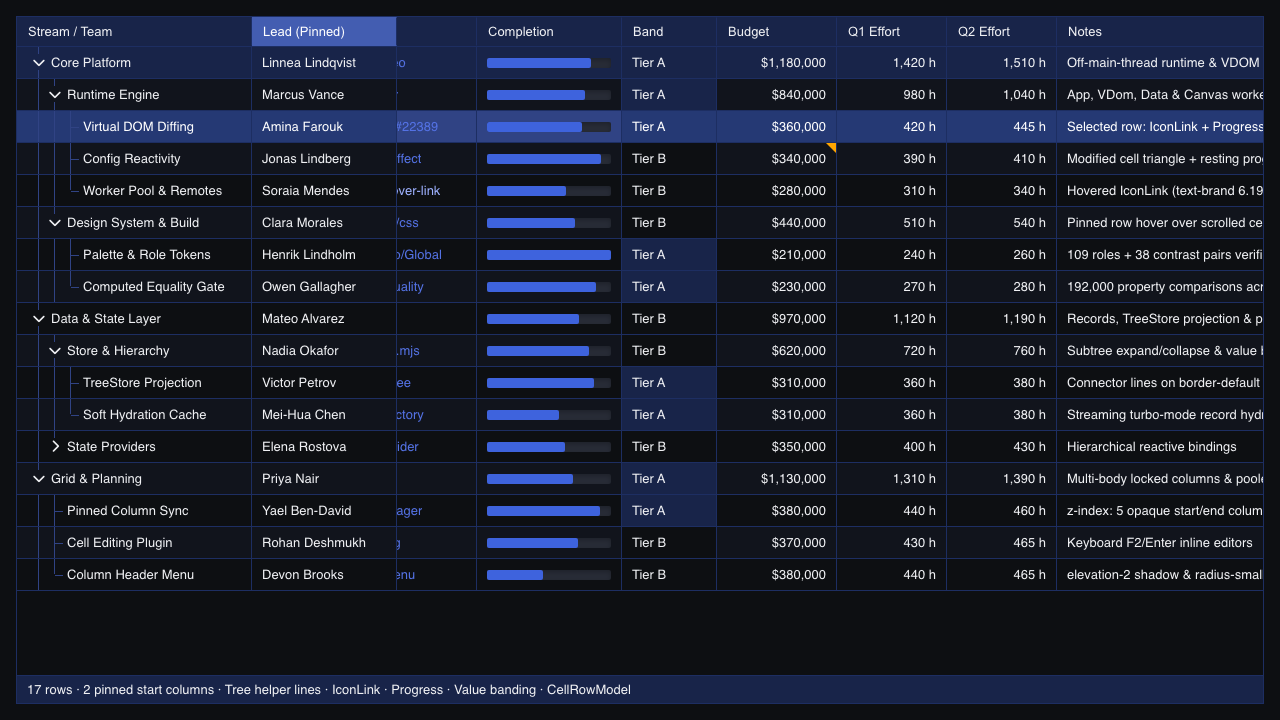 Stream / Team Lead (Pinned) Completion Band Budget Q1 Effort Q2 Effort Notes
Core Platform Linnea Lindqvist eo Tier A $1,180,000 1,420 h 1,510 h Off-main-thread runtime & VDOM
Runtime Engine Marcus Vance Tier A $840,000 980 h 1,040 h App, VDom, Data & Canvas worke
Virtual DOM Diffing Amina Farouk #22389 Tier A $360,000 420 h 445 h Selected row: IconLink + Progress
Config Reactivity Jonas Lindberg ffect Tier B $340,000 390 h 410 h Modified cell triangle + resting pro
Worker Pool & Remotes Soraia Mendes over-link Tier B $280,000 310 h 340 h Hovered IconLink (text-brand 6.19
Design System & Build Clara Morales /css Tier B $440,000 510 h 540 h Pinned row hover over scrolled ce
Palette & Role Tokens Henrik Lindholm o/Global Tier A $210,000 240 h 260 h 109 roles + 38 contrast pairs verifi
Computed Equality Gate Owen Gallagher uality Tier A $230,000 270 h 280 h 192,000 property comparisons acr
Data & State Layer Mateo Alvarez Tier B $970,000 1,120 h 1,190 h Records, TreeStore projection & p
Store & Hierarchy Nadia Okafor .mjs Tier B $620,000 720 h 760 h Subtree expand/collapse & value b
TreeStore Projection Victor Petrov ee Tier A $310,000 360 h 380 h Connector lines on border-default
Soft Hydration Cache Mei-Hua Chen ctory Tier A $310,000 360 h 380 h Streaming turbo-mode record hydr
State Providers Elena Rostova ider Tier B $350,000 400 h 430 h Hierarchical reactive bindings
Grid & Planning Priya Nair Tier A $1,130,000 1,310 h 1,390 h Multi-body locked columns & poole
Pinned Column Sync Yael Ben-David ager Tier A $380,000 440 h 460 h z-index: 5 opaque start/end colum
Cell Editing Plugin Rohan Deshmukh g Tier B $370,000 430 h 465 h Keyboard F2/Enter inline editors
Column Header Menu Devon Brooks enu Tier B $380,000 440 h 465 h elevation-2 shadow & radius-smal
17 rows · 2 pinned start columns · Tree helper lines · IconLink · Progress · Value banding · CellRowModel